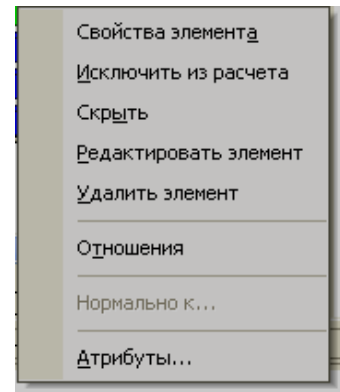 Свойства элемента
Исключить из расчета
Скрыть
Редактировать элемент
Удалить элемент
Отношения
Нормально к...
Атрибуты...